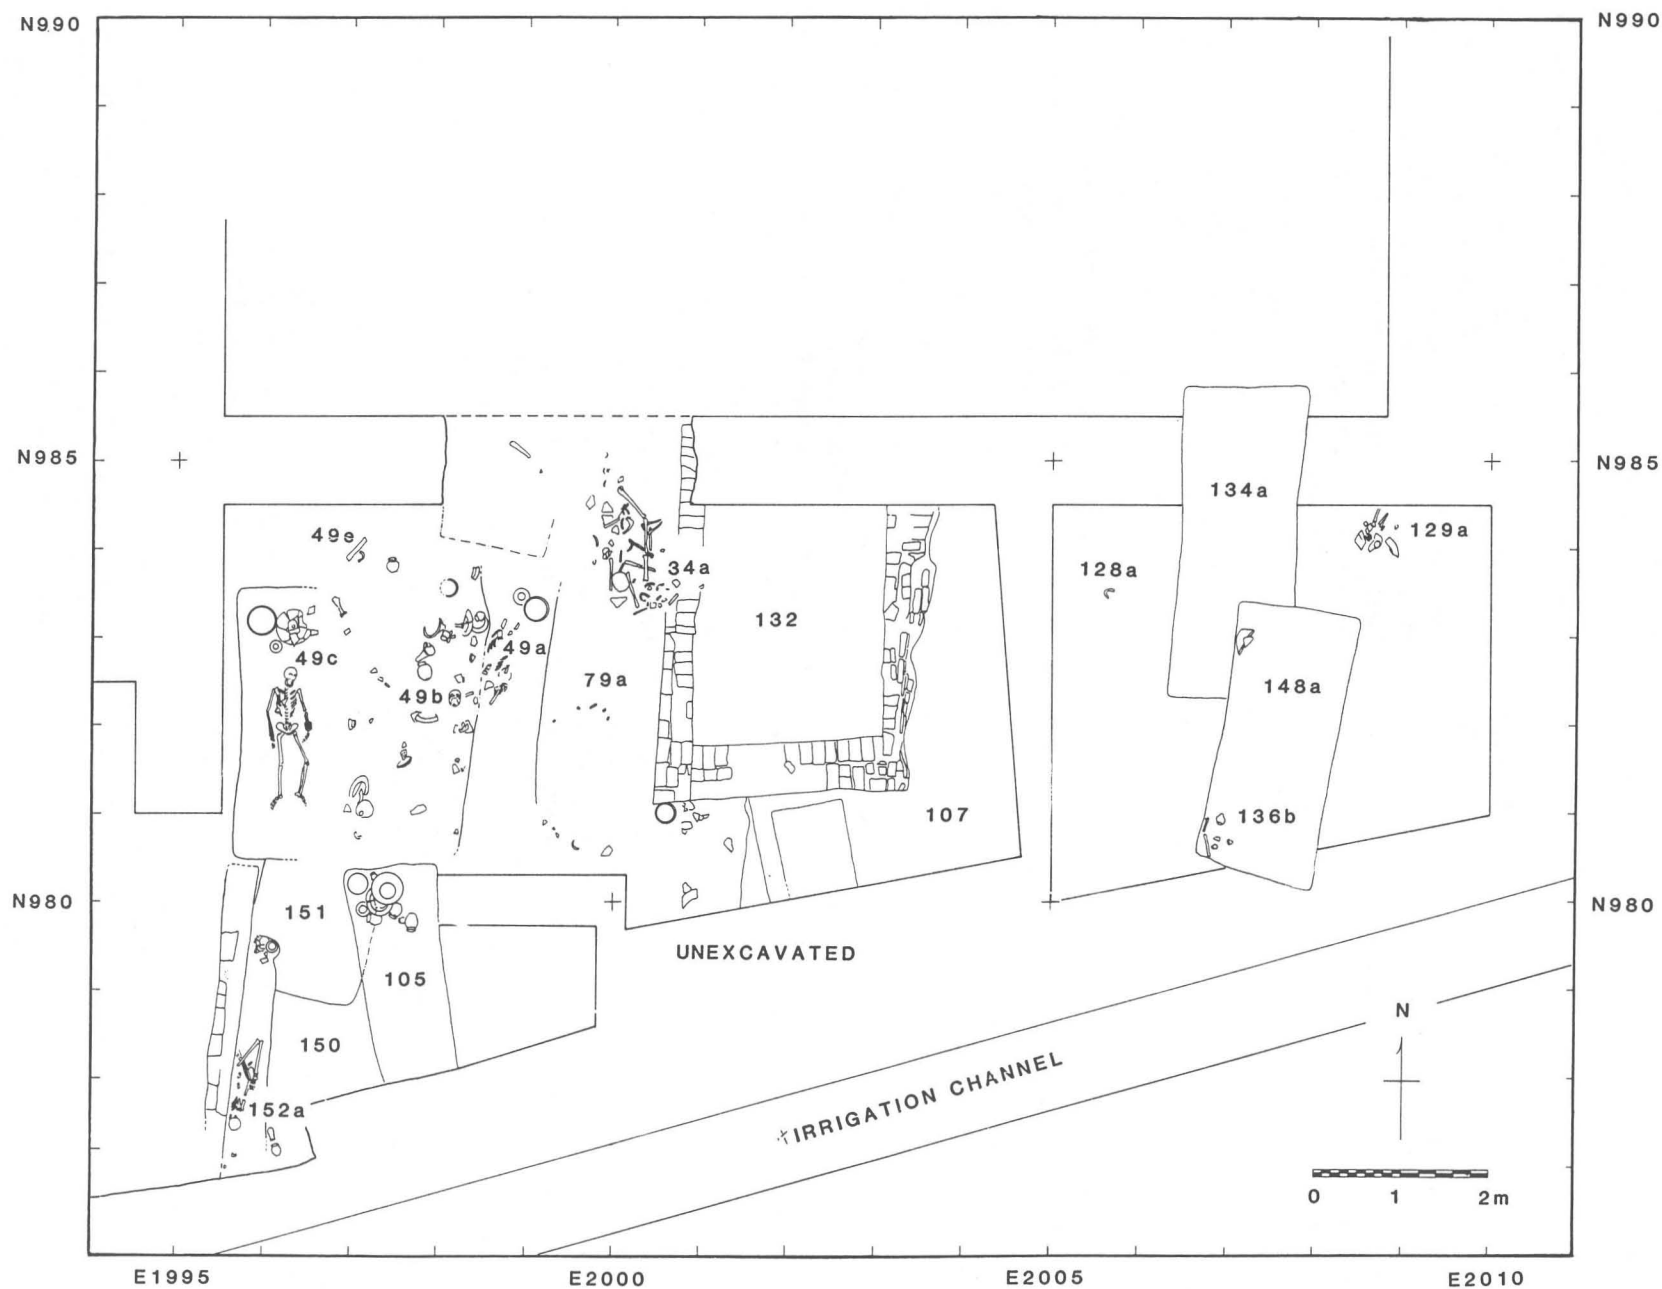 N990 N990
N985 N985
134a
129a
49e
34a
128a
132
49a
49c
79a
148a
49b
107
136b
N980 N980
151
UNEXCAVATED
105
N
150
IRRIGATION CHANNEL
152a
0 1 2m
E1995 E2000 E2005 E2010